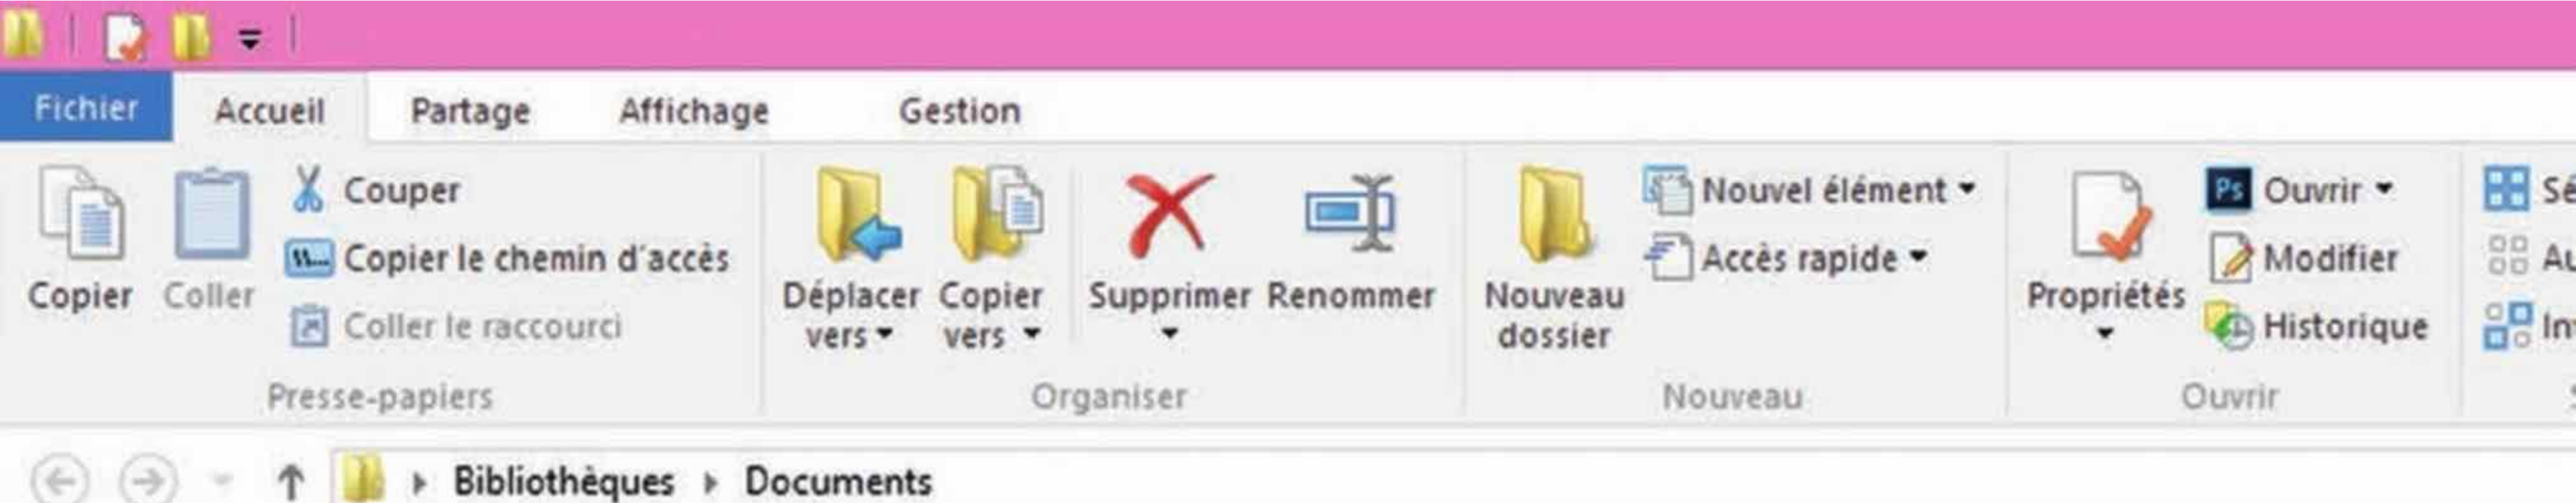 Fichier Accueil Partage Affichage Gestion
Copier
Coller
Couper
Copier le chemin d'accès
Coller le raccourci
Presse-papiers
Déplacer
vers
Copier
vers
Supprimer
Renommer
Organiser
Nouveau
dossier
Nouvel élément
Accès rapide
Nouveau
Propriétés
Ps
Ouvrir
Modifier
Historique
Ouvrir
Bibliothèques Documents